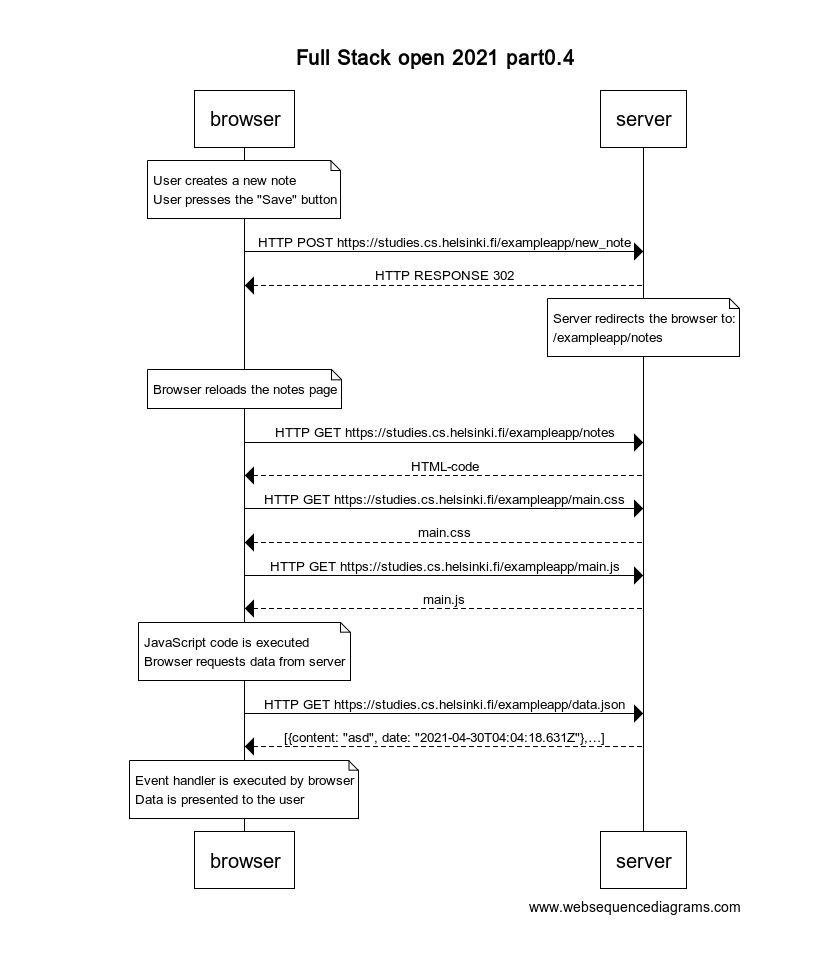 Full Stack open 2021 part0.4
browser
server
User creates a new note
User presses the "Save" button
HTTP POST https://studies.cs.helsinki.fi/exampleapp/new_note
HTTP RESPONSE 302
Server redirects the browser to:
/exampleapp/notes
Browser reloads the notes page
HTTP GET https://studies.cs.helsinki.fi/exampleapp/notes
HTML-code
HTTP GET https://studies.cs.helsinki.fi/exampleapp/main.css
main.css
HTTP GET https://studies.cs.helsinki.fi/exampleapp/main.js
main.js
JavaScript code is executed
Browser requests data from server
HTTP GET https://studies.cs.helsinki.fi/exampleapp/data.json
[{content: "asd", date: "2021-04-30T04:04:18.631Z"},…]
Event handler is executed by browser
Data is presented to the user
browser
server
www.websequencediagrams.com